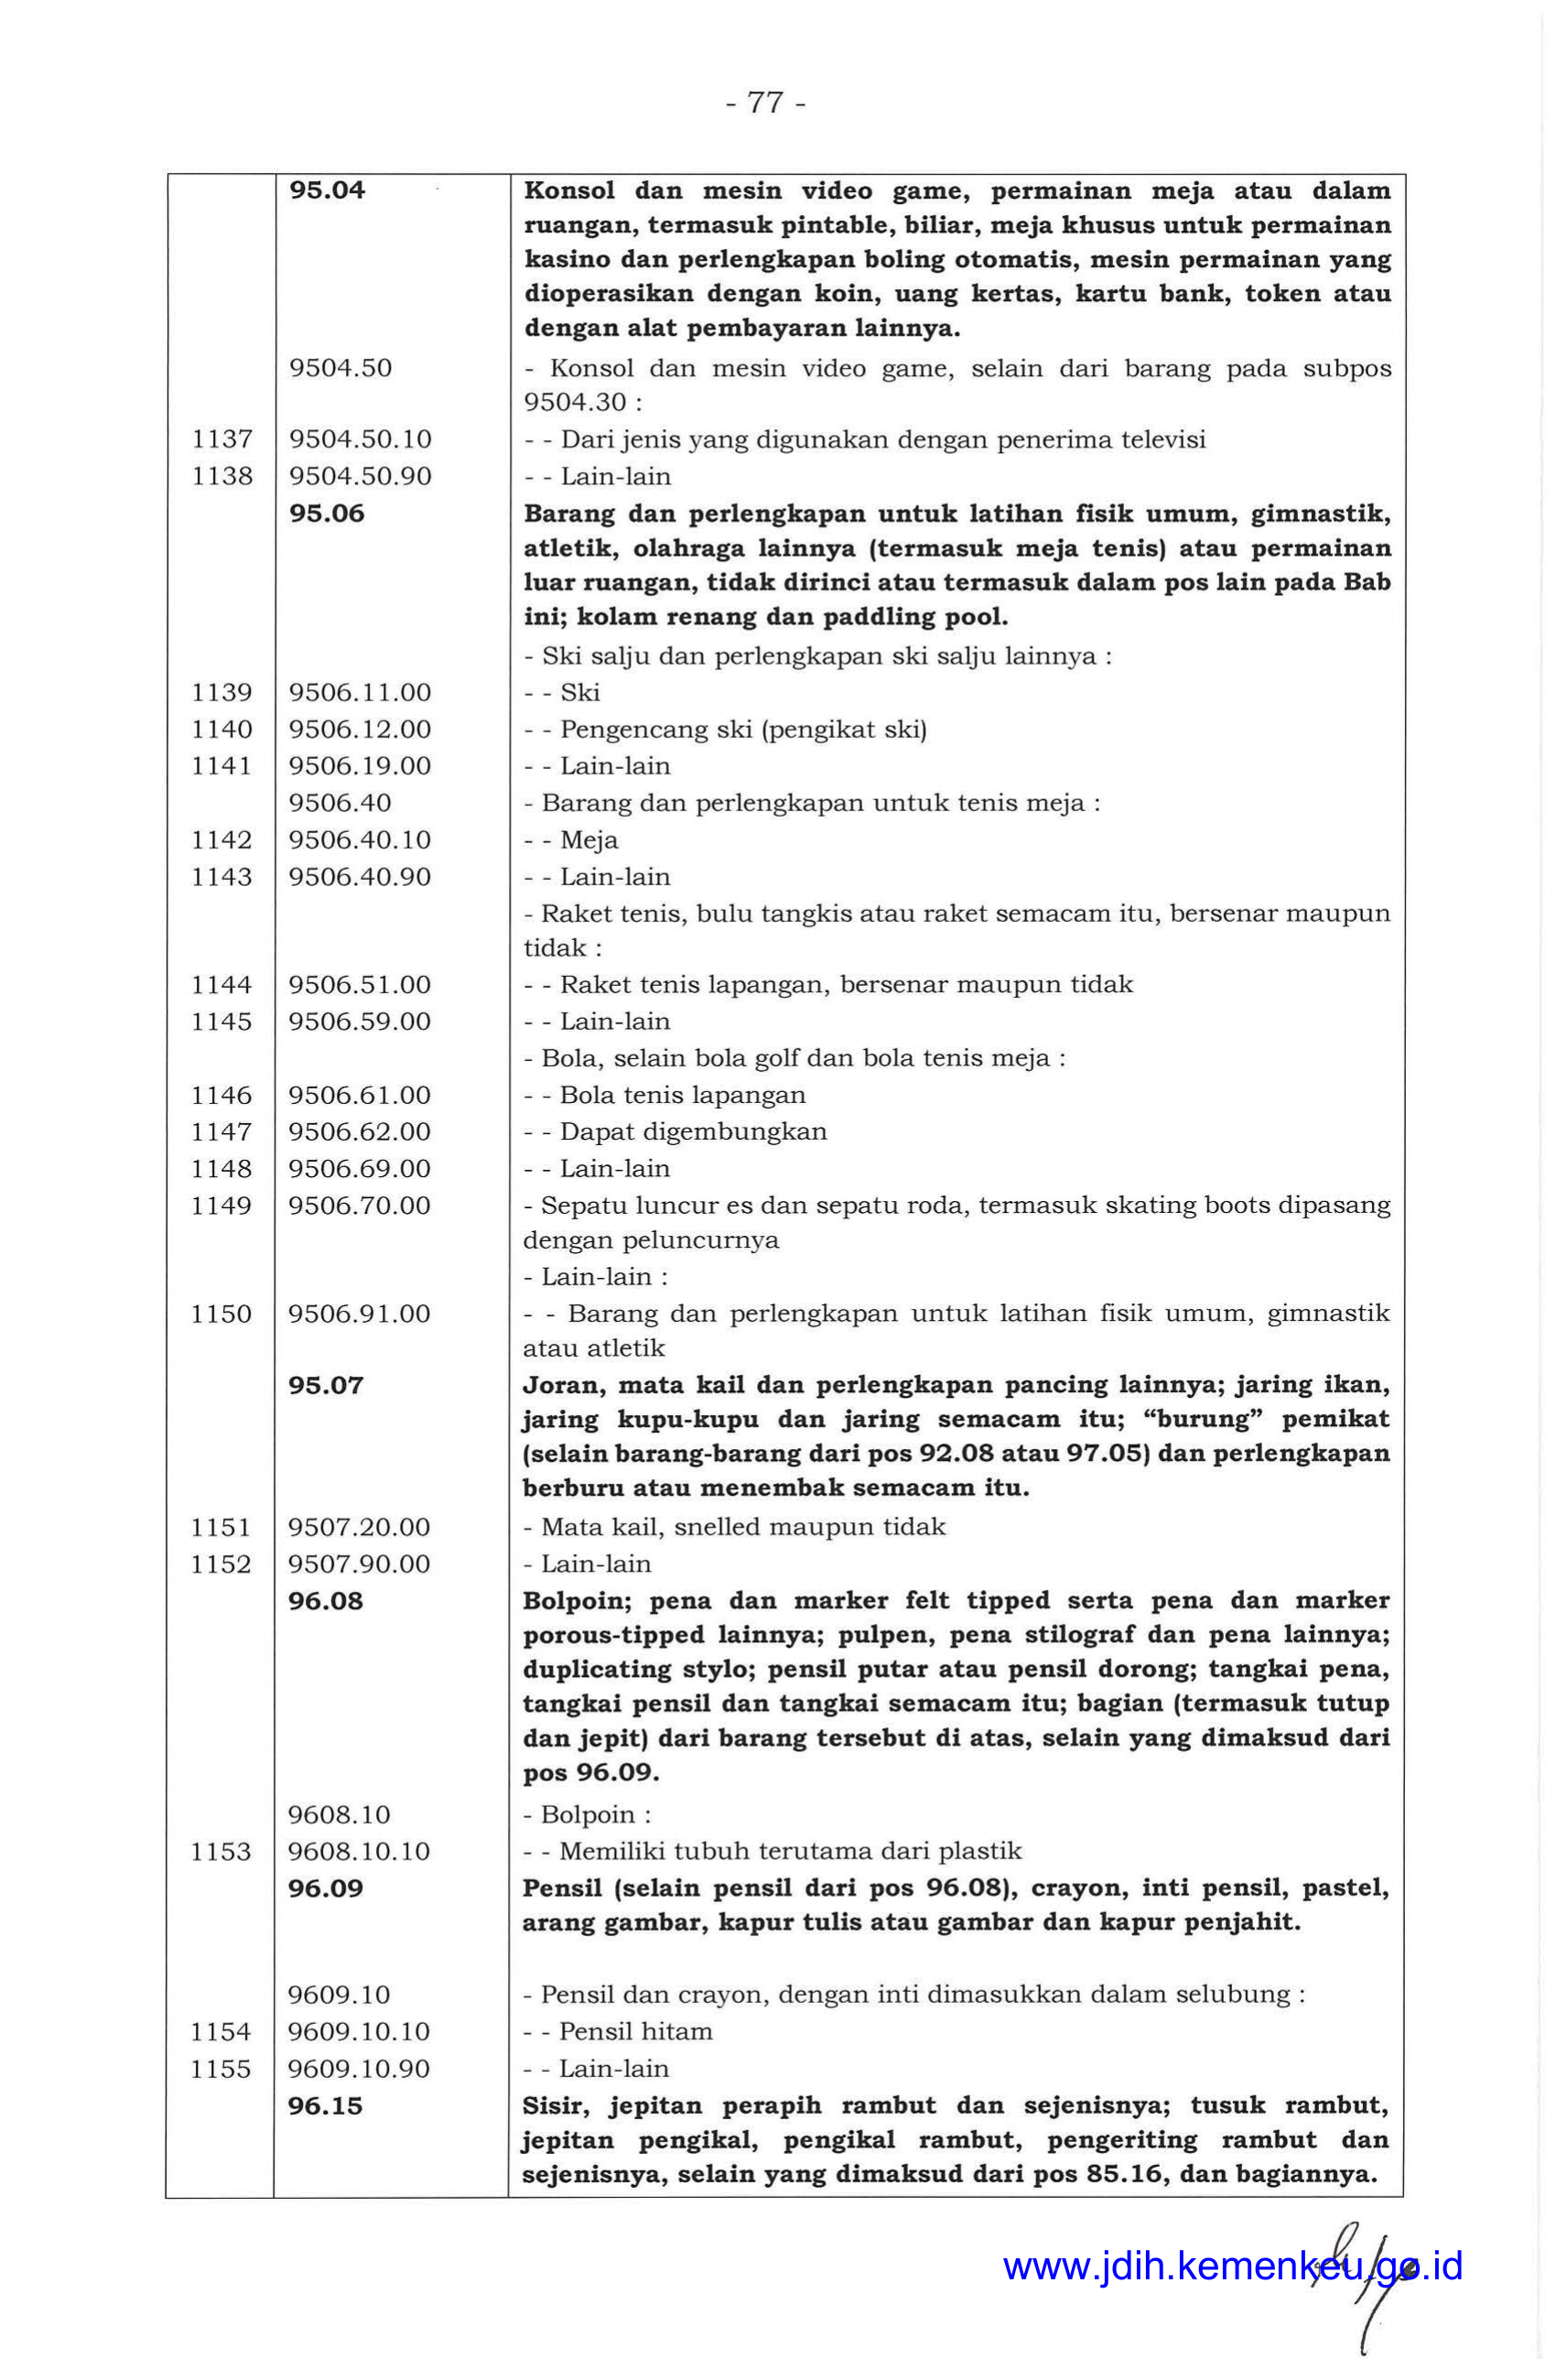 - 77 -
95.04 Konsol dan mesin video game, permainan meja atau dalam
ruangan, termasuk pintable, biliar, meja khusus untuk permainan
kasino dan perlengkapan boling otomatis, mesin permainan yang
dioperasikan dengan koin, uang kertas, kartu bank, token atau
dengan alat pembayaran lainnya.
9504.50 - Konsol dan mesin video game, selain dari barang pada subpos
9504.30 :
1137 9504.50.10 - - Dari jenis yang digunakan dengan penerima televisi
1138 9504.50.90 - - Lain-lain
95.06 Barang dan perlengkapan untuk latihan fisik umum, gimnastik,
atletik, olahraga lainnya (termasuk meja tenis) atau permainan
luar ruangan, tidak dirinci atau termasuk dalam pos lain pada Bab
ini; kolam renang dan paddling pool.
- Ski salju dan perlengkapan ski salju lainnya :
1139 9506.11.00 - - Ski
1140 9506.12.00 - - Pengencang ski (pengikat ski)
1141 9506.19.00 - - Lain-lain
9506.40 - Barang dan perlengkapan untuk tenis meja :
1142 9506.40.10 - - Meja
1143 9506.40.90 - - Lain-lain
- Raket tenis, bulu tangkis atau raket semacam itu, bersenar maupun
tidak :
1144 9506.51.00 - - Raket tenis lapangan, bersenar maupun tidak
1145 9506.59.00 - - Lain-lain
- Bola, selain bola golf dan bola tenis meja :
1146 9506.61.00 - - Bola tenis lapangan
1147 9506.62.00 - - Dapat digembungkan
1148 9506.69.00 - - Lain-lain
1149 9506.70.00 - Sepatu luncur es dan sepatu roda, termasuk skating boots dipasang
dengan peluncurnya
- Lain-lain :
1150 9506.91.00 - - Barang dan perlengkapan untuk latihan fisik umum, gimnastik
atau atletik
95.07 Joran, mata kail dan perlengkapan pancing lainnya; jaring ikan,
jaring kupu-kupu dan jaring semacam itu; “burung” pemikat
(selain barang-barang dari pos 92.08 atau 97.05) dan perlengkapan
berburu atau menembak semacam itu.
1151 9507.20.00 - Mata kail, snelled maupun tidak
1152 9507.90.00 - Lain-lain
96.08 Bolpoin; pena dan marker felt tipped serta pena dan marker
porous-tipped lainnya; pulpen, pena stilograf dan pena lainnya;
duplicating stylo; pensil putar atau pensil dorong; tangkai pena,
tangkai pensil dan tangkai semacam itu; bagian (termasuk tutup
dan jepit) dari barang tersebut di atas, selain yang dimaksud dari
pos 96.09.
9608.10 - Bolpoin :
1153 9608.10.10 - - Memiliki tubuh terutama dari plastik
96.09 Pensil (selain pensil dari pos 96.08), crayon, inti pensil, pastel,
arang gambar, kapur tulis atau gambar dan kapur penjahit.
9609.10 - Pensil dan crayon, dengan inti dimasukkan dalam selubung :
1154 9609.10.10 - - Pensil hitam
1155 9609.10.90 - - Lain-lain
96.15 Sisir, jepitan perapih rambut dan sejenisnya; tusuk rambut,
jepitan pengikal, pengikal rambut, pengeriting rambut dan
sejenisnya, selain yang dimaksud dari pos 85.16, dan bagiannya.
www.jdih.kemenkeu.go.id